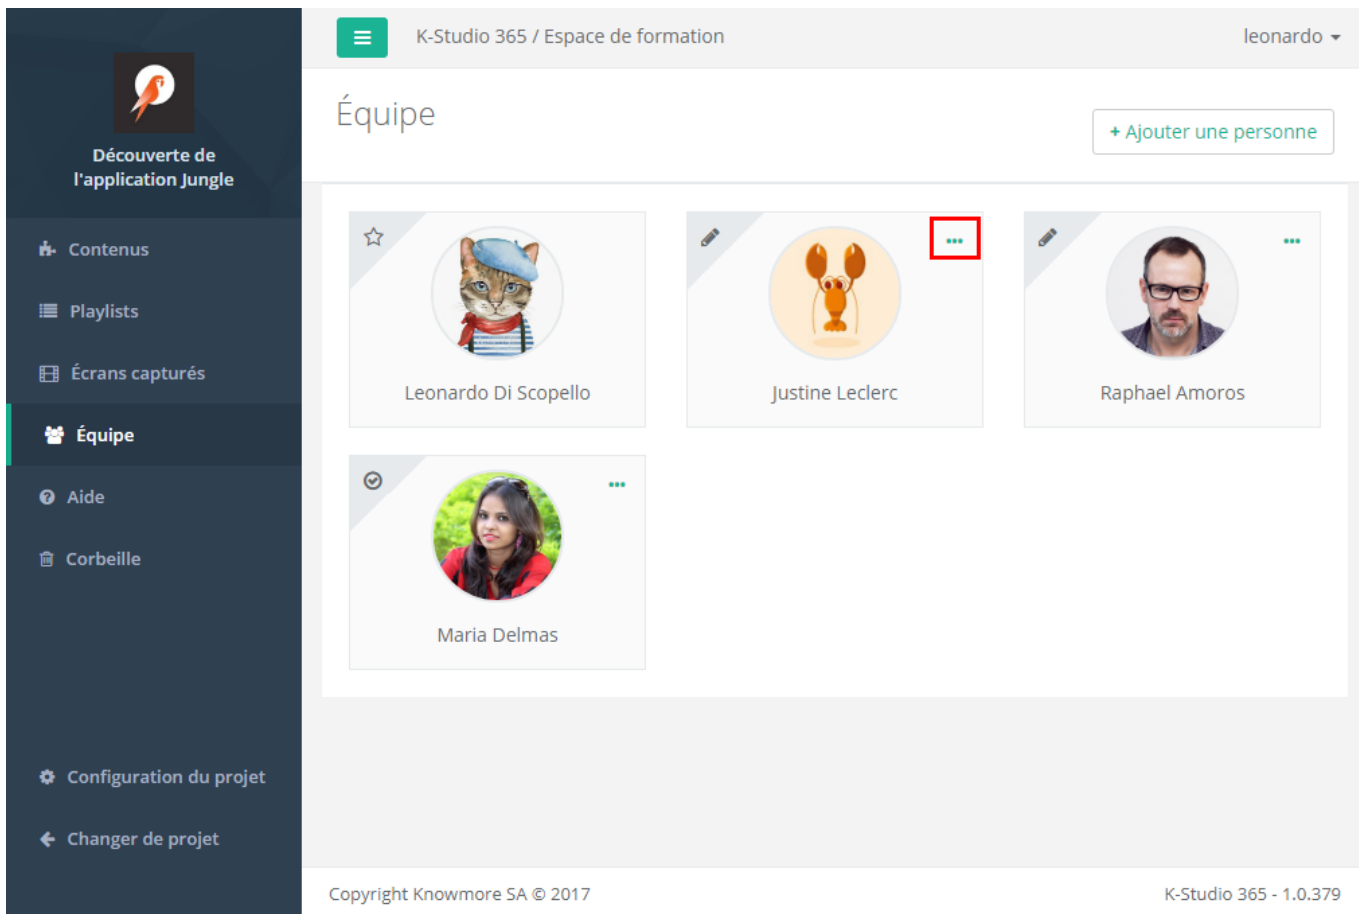 K-Studio 365 / Espace de formation
leonardo
Découverte de
l'application Jungle
Contenus
Playlists
Écrans capturés
Équipe
Aide
Corbeille
Configuration du projet
Changer de projet
Équipe
+ Ajouter une personne
Leonardo Di Scopello
Justine Leclerc
Raphael Amoros
Maria Delmas
Copyright Knowmore SA © 2017
K-Studio 365 - 1.0.379